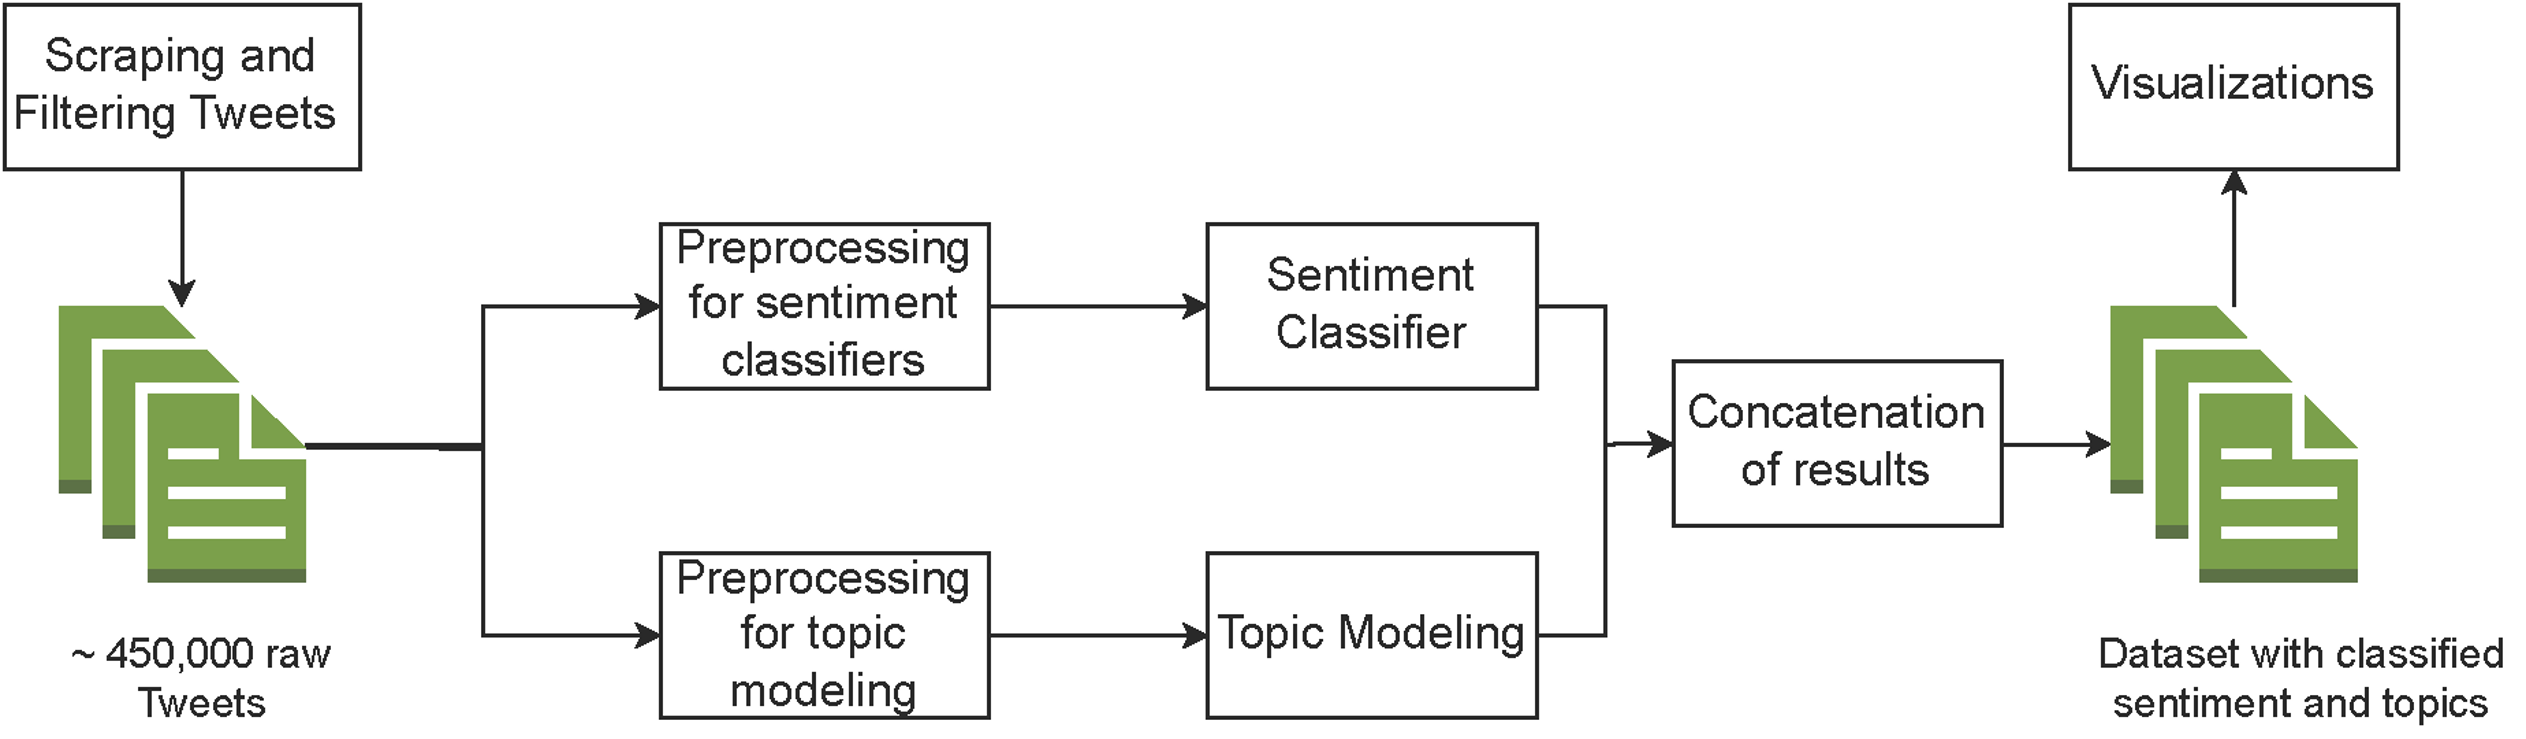 Scraping and
Filtering Tweets
~ 450,000 raw
Tweets
Preprocessing
for sentiment
classifiers
Sentiment
Classifier
Preprocessing
for topic
modeling
Topic Modeling
Concatenation
of results
Visualizations
Dataset with classified
sentiment and topics